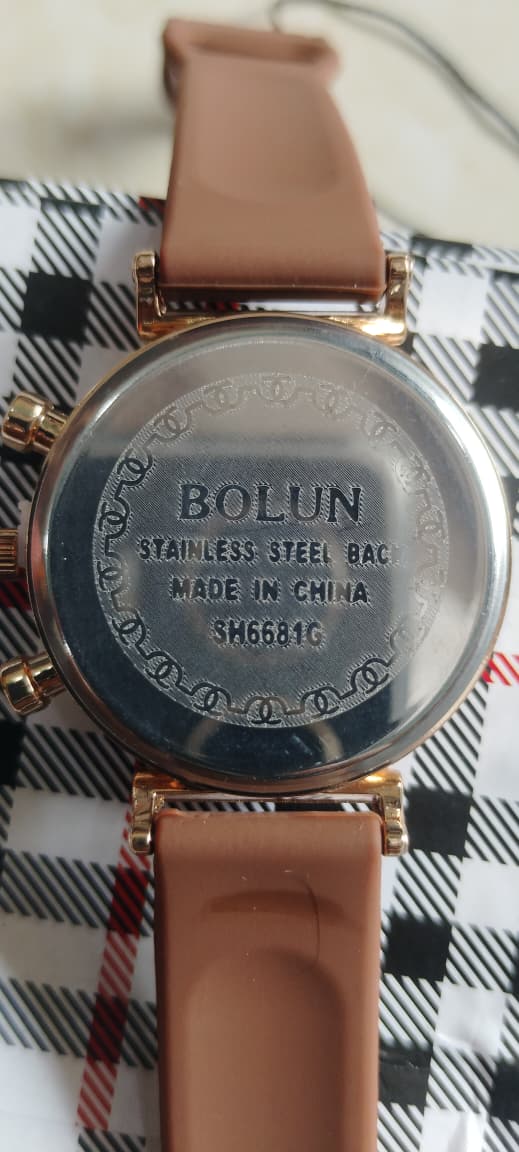 BOLUN
STAINLESS STEEL BACK
MADE IN CHINA
SH6681G